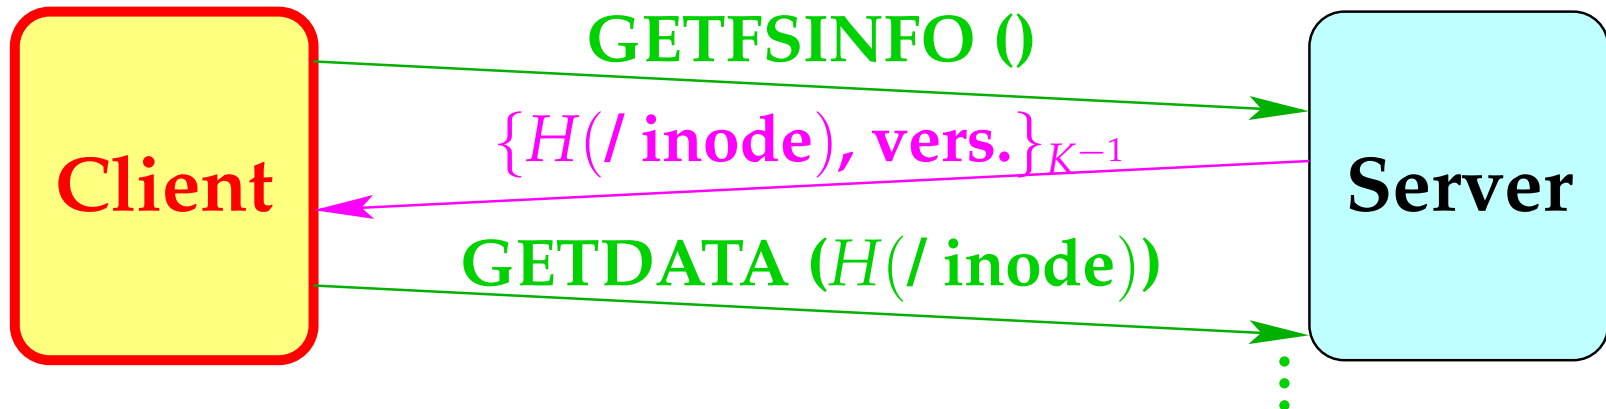 GETFSINFO ()
{H(/ inode), vers.}K−1
Client
Server
GETDATA (H(/ inode))